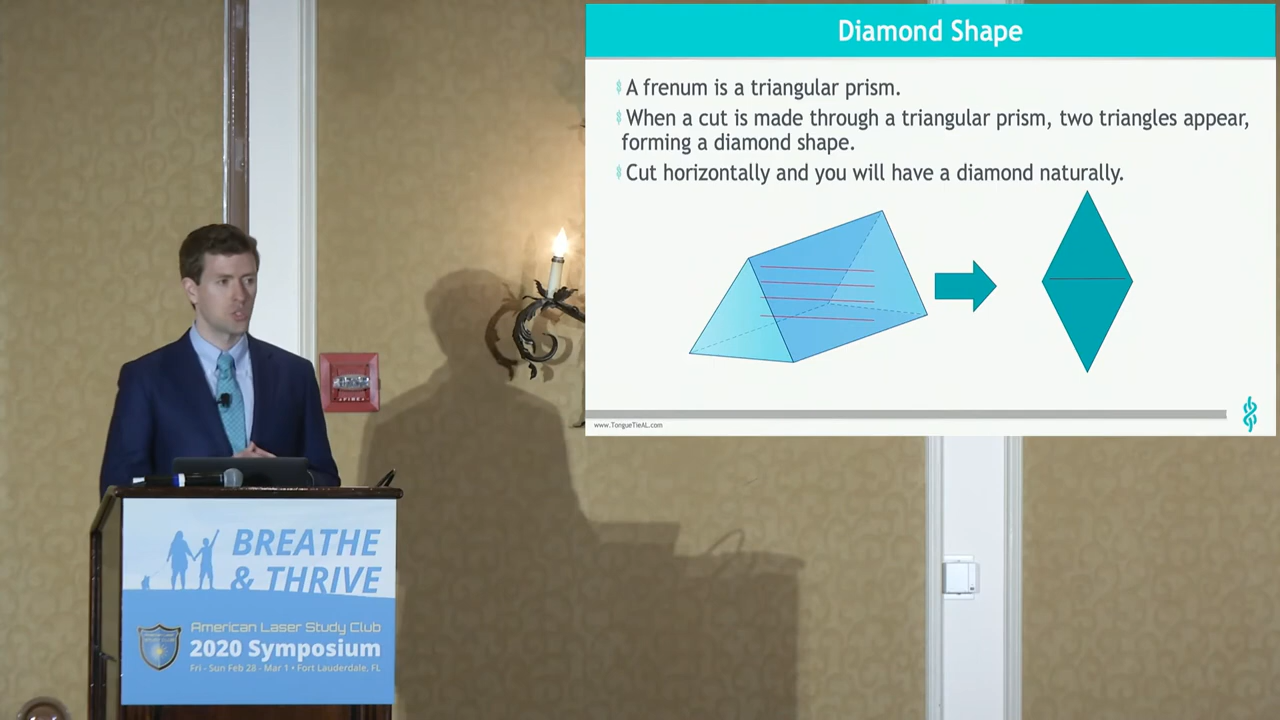 Diamond Shape
A frenum is a triangular prism.
When a cut is made through a triangular prism, two triangles appear,
forming a diamond shape.
Cut horizontally and you will have a diamond naturally.
www.TongueTieAL.com
BREATHE
& THRIVE
American Laser Study Club
2020 Symposium
Fri - Sun Feb 28 - Mar 1 • Fort Lauderdale, FL